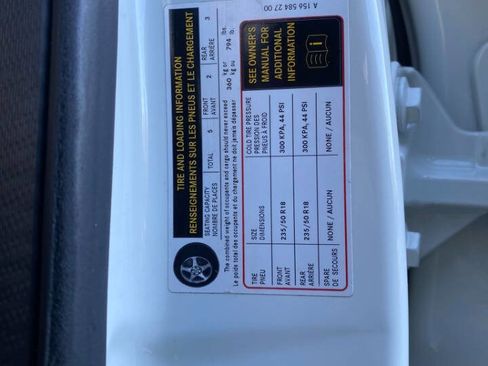 TIRE AND LOADING INFORMATION
RENSEIGNEMENTS SUR LES PNEUS ET LE CHARGEMENT
SEATING CAPACITY TOTAL 5 FRONT 2 REAR 3
NOMBRE DE PLACES AVANT ARRIÈRE
The combined weight of occupants and cargo should never exceed 360 kg or 794 lbs.
Le poids total des occupants et du chargement ne doit jamais dépasser kg ou lb.
TIRE SIZE COLD TIRE PRESSURE
PNEU DIMENSIONS PRESSION DES
PNEUS À FROID
FRONT 235/50 R18 300 KPA, 44 PSI
AVANT
REAR 235/50 R18 300 KPA, 44 PSI
ARRIÈRE
SPARE NONE / AUCUN NONE / AUCUN
DE SECOURS
SEE OWNER'S
MANUAL FOR
ADDITIONAL
INFORMATION
i
A 156 584 27 00